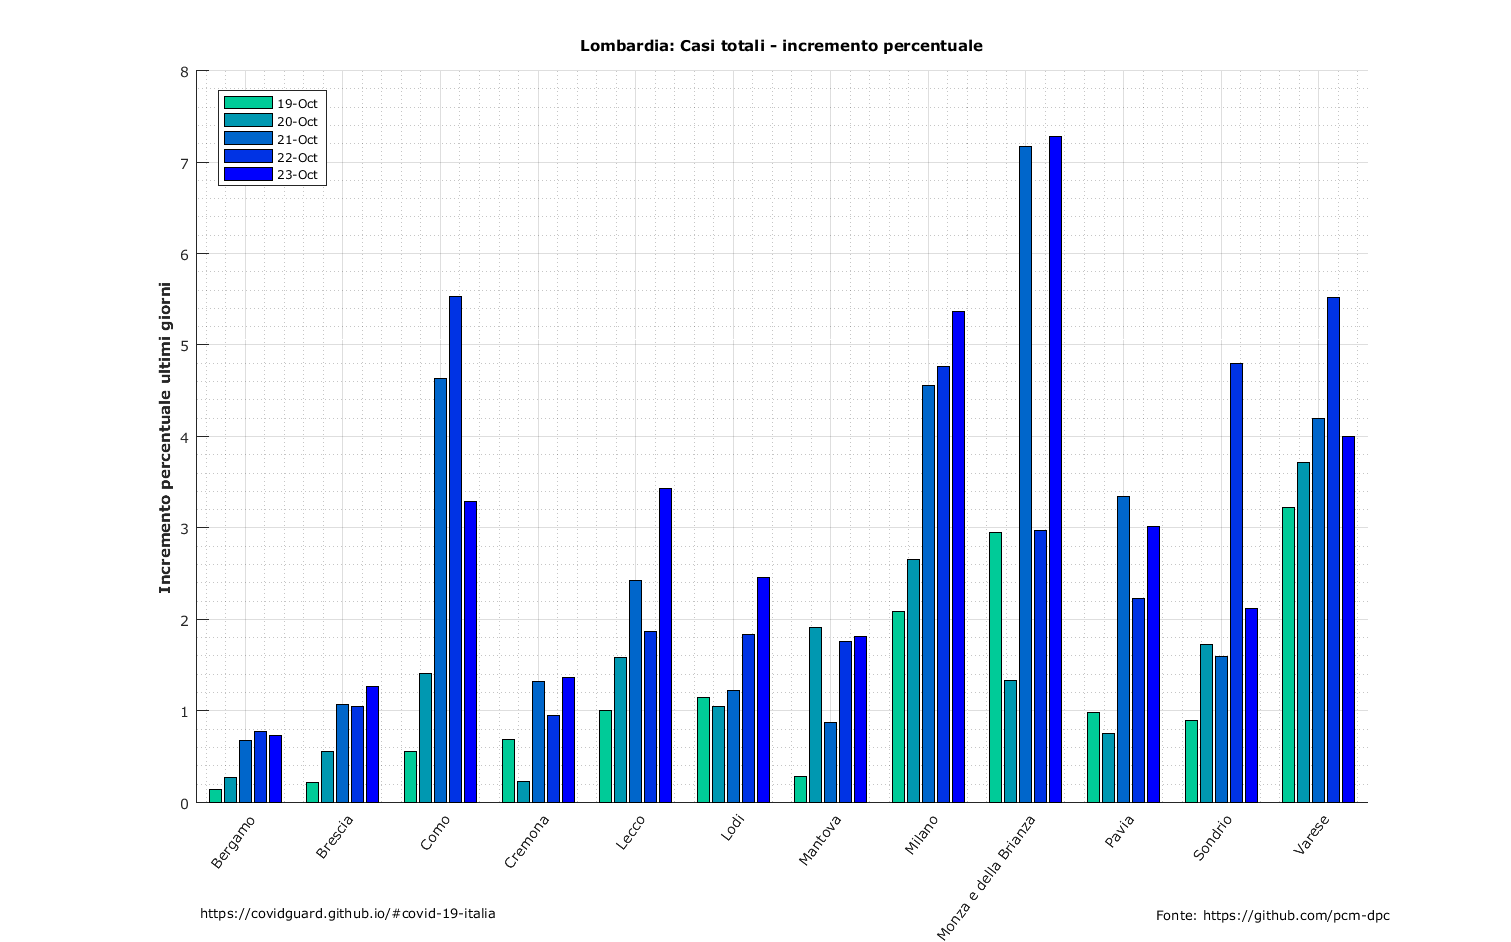 Lombardia: Casi totali - incremento percentuale
8
7
6
5
4
3
2
1
0
Incremento percentuale ultimi giorni
19-Oct
20-Oct
21-Oct
22-Oct
23-Oct
Bergamo
Brescia
Como
Cremona
Lecco
Lodi
Mantova
Milano
Monza e della Brianza
Pavia
Sondrio
Varese
https://covidguard.github.io/#covid-19-italia
Fonte: https://github.com/pcm-dpc